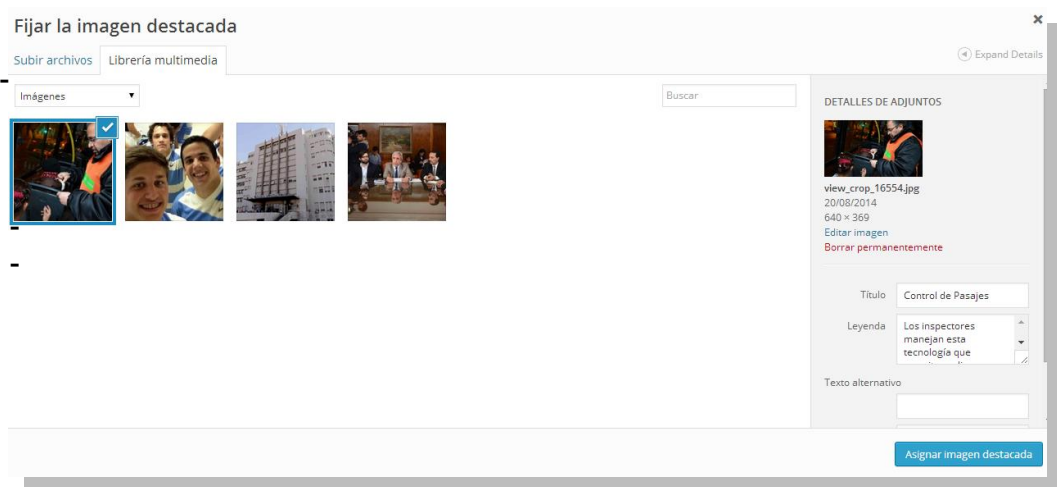 Fijar la imagen destacada
Subir archivos
Librería multimedia
Expand Details
Imágenes
Buscar
DETALLES DE ADJUNTOS
view_crop_16554.jpg
20/08/2014
640 × 369
Editar imagen
Borrar permanentemente
Título
Control de Pasajes
Leyenda
Los inspectores
manejan esta
tecnología que
Texto alternativo
Asignar imagen destacada